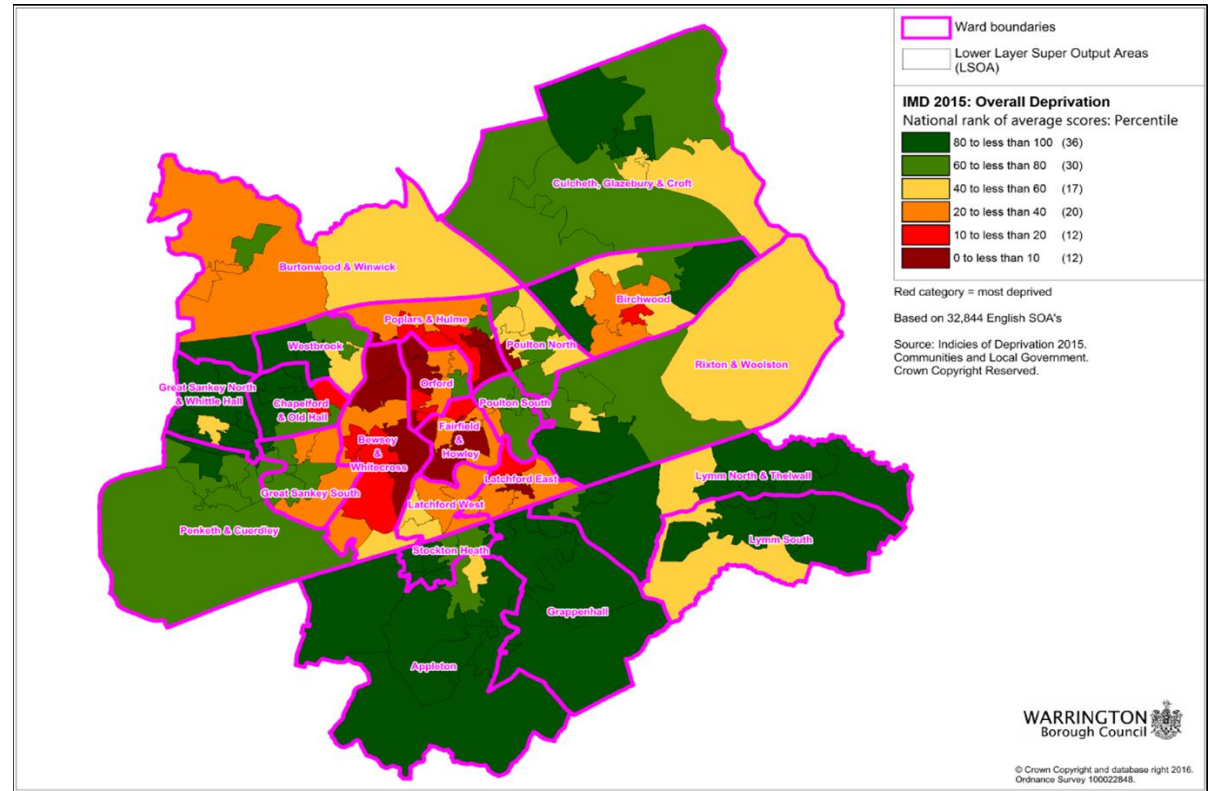 Ward boundaries
Lower Layer Super Output Areas
(LSOA)
IMD 2015: Overall Deprivation
National rank of average scores: Percentile
80 to less than 100 (36)
60 to less than 80 (30)
40 to less than 60 (17)
20 to less than 40 (20)
10 to less than 20 (12)
0 to less than 10 (12)
Red category = most deprived
Based on 32,844 English SOA's
Source: Indicies of Deprivation 2015.
Communities and Local Government.
Crown Copyright Reserved.
Culcheth, Glazebury & Croft
Burtonwood & Winwick
Birchwood
Poplars & Hulme
Westbrook
Poulton North
Rixton & Woolston
Great Sankey North
& Whittle Hall
Orford
Chapelford
& Old Hall
Poulton South
Fairfield
&
Howley
Bewsey
&
Whitecross
Latchford East
Lymm North & Thelwall
Great Sankey South
Latchford West
Penketh & Cuerdley
Lymm South
Stockton Heath
Grappenhall
Appleton
WARRINGTON
Borough Council
© Crown Copyright and database right 2016.
Ordnance Survey 100022848.